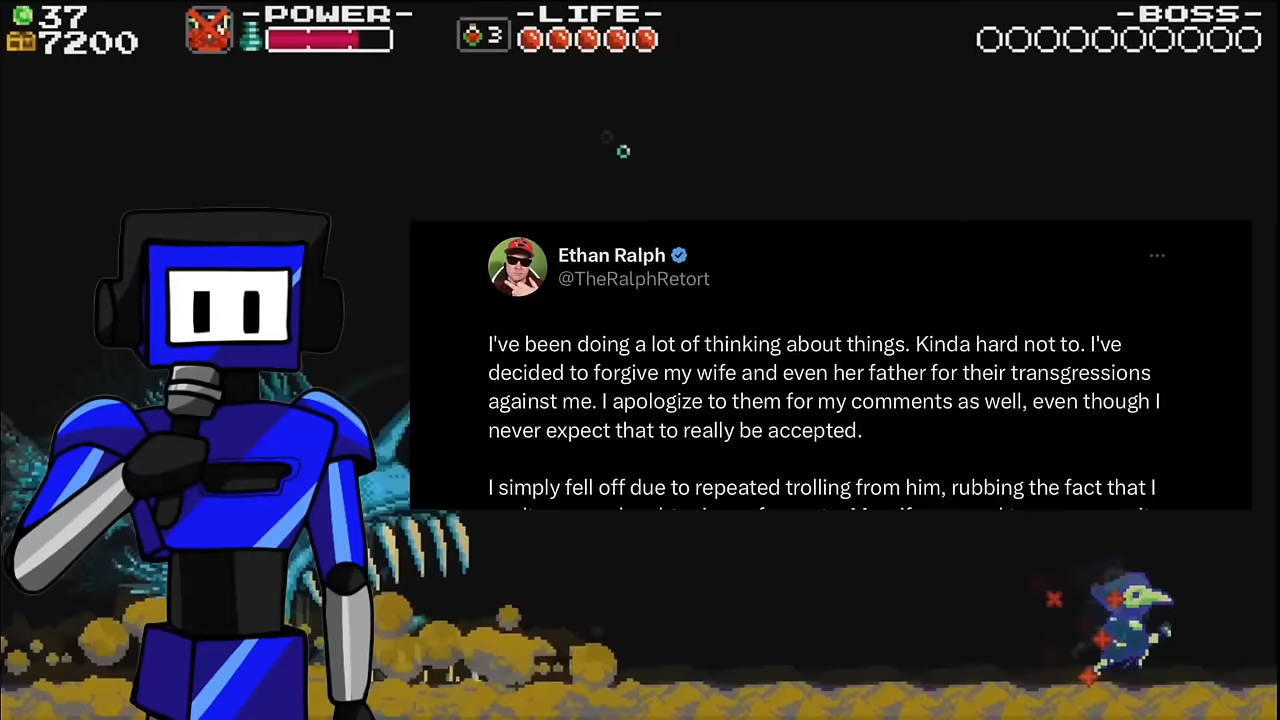 37
-POWER-
-LIFE-
-BOSS-
7200
3
Ethan Ralph
@TheRalphRetort
I've been doing a lot of thinking about things. Kinda hard not to. I've
decided to forgive my wife and even her father for their transgressions
against me. I apologize to them for my comments as well, even though I
never expect that to really be accepted.
I simply fell off due to repeated trolling from him, rubbing the fact that I